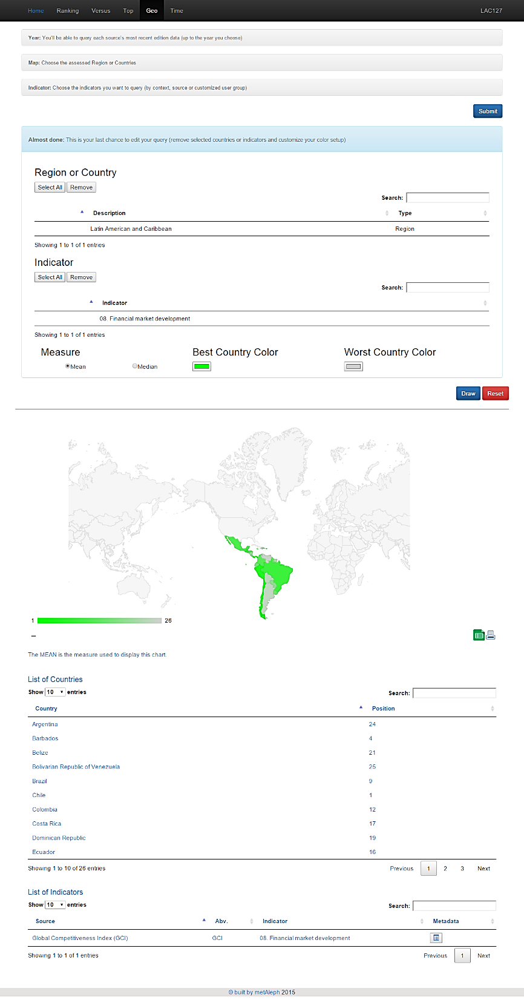 Home Ranking Versus Top Geo Time LAC127
Year: You'll be able to query each source's most recent edition data (up to the year you choose)
Map: Choose the assessed Region or Countries
Indicator: Choose the indicators you want to query (by context, source or customized user group)
Submit
Almost done: This is your last chance to edit your query (remove selected countries or indicators and customize your color setup)
Region or Country
Select All Remove
Search:
Description Type
Latin American and Caribbean Region
Showing 1 to 1 of 1 entries
Indicator
Select All Remove
Search:
Indicator
08. Financial market development
Showing 1 to 1 of 1 entries
Measure Best Country Color Worst Country Color
Mean Median
Draw Reset
1 26
The MEAN is the measure used to display this chart.
List of Countries
Show 10 entries Search:
Country Position
Argentina 24
Barbados 4
Belize 21
Bolivarian Republic of Venezuela 25
Brazil 9
Chile 1
Colombia 12
Costa Rica 17
Dominican Republic 19
Ecuador 16
Showing 1 to 10 of 26 entries Previous 1 2 3 Next
List of Indicators
Show 10 entries Search:
Source Abv. Indicator Metadata
Global Competitiveness Index (GCI) GCI 08. Financial market development
Showing 1 to 1 of 1 entries Previous 1 Next
© built by metAleph 2015